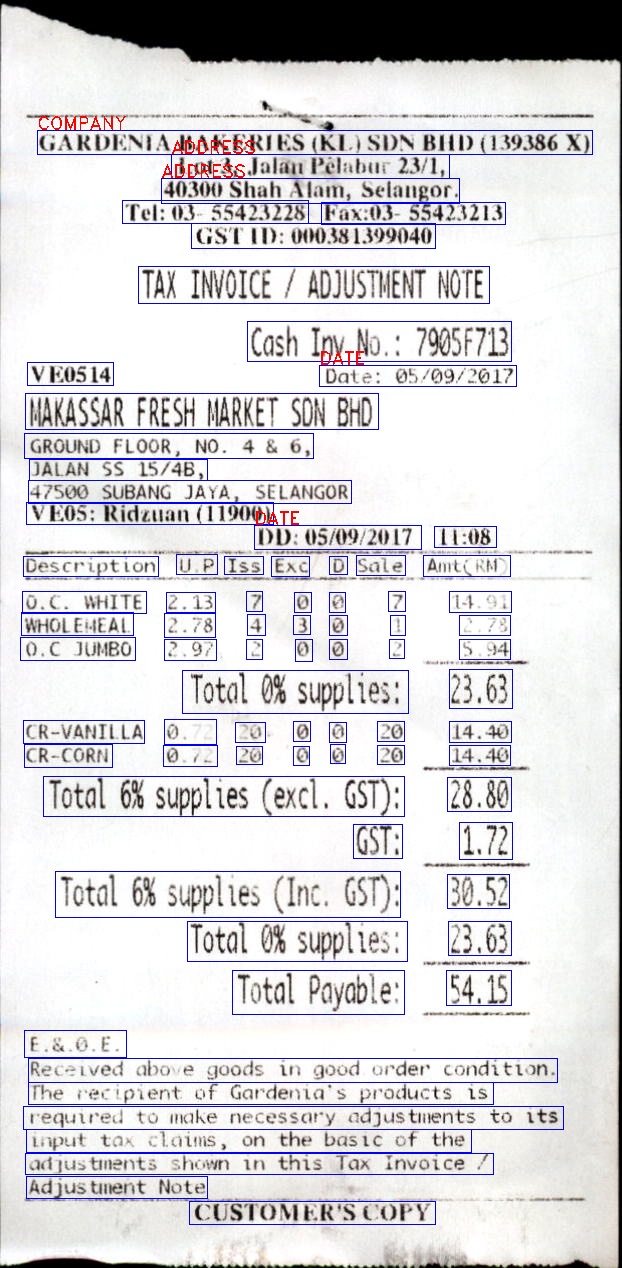 COMPANY
GARDENIA BAKERIES (KL) SDN BHD (139386 X)
ADDRESS
Lot 3, Jalan Pelabur 23/1,
ADDRESS
40300 Shah Alam, Selangor.
Tel: 03- 55423228 Fax:03- 55423213
GST ID: 000381399040
TAX INVOICE / ADJUSTMENT NOTE
Cash Inv No.: 7905F713
DATE
VE0514 Date: 05/09/2017
MAKASSAR FRESH MARKET SDN BHD
GROUND FLOOR, NO. 4 & 6,
JALAN SS 15/4B,
47500 SUBANG JAYA, SELANGOR
VE05: Ridzuan (11900)
DATE
DD: 05/09/2017 11:08
Description U.P Iss Exc D Sale Amt(RM)
O.C. WHITE 2.13 7 0 0 7 14.91
WHOLEMEAL 2.78 4 3 0 1 2.78
O.C JUMBO 2.97 2 0 0 2 5.94
Total 0% supplies: 23.63
CR-VANILLA 0.72 20 0 0 20 14.40
CR-CORN 0.72 20 0 0 20 14.40
Total 6% supplies (excl. GST): 28.80
GST: 1.72
Total 6% supplies (Inc. GST): 30.52
Total 0% supplies: 23.63
Total Payable: 54.15
E.&.O.E.
Received above goods in good order condition.
The recipient of Gardenia's products is
required to make necessary adjustments to its
input tax claims, on the basic of the
adjustments shown in this Tax Invoice /
Adjustment Note
CUSTOMER'S COPY